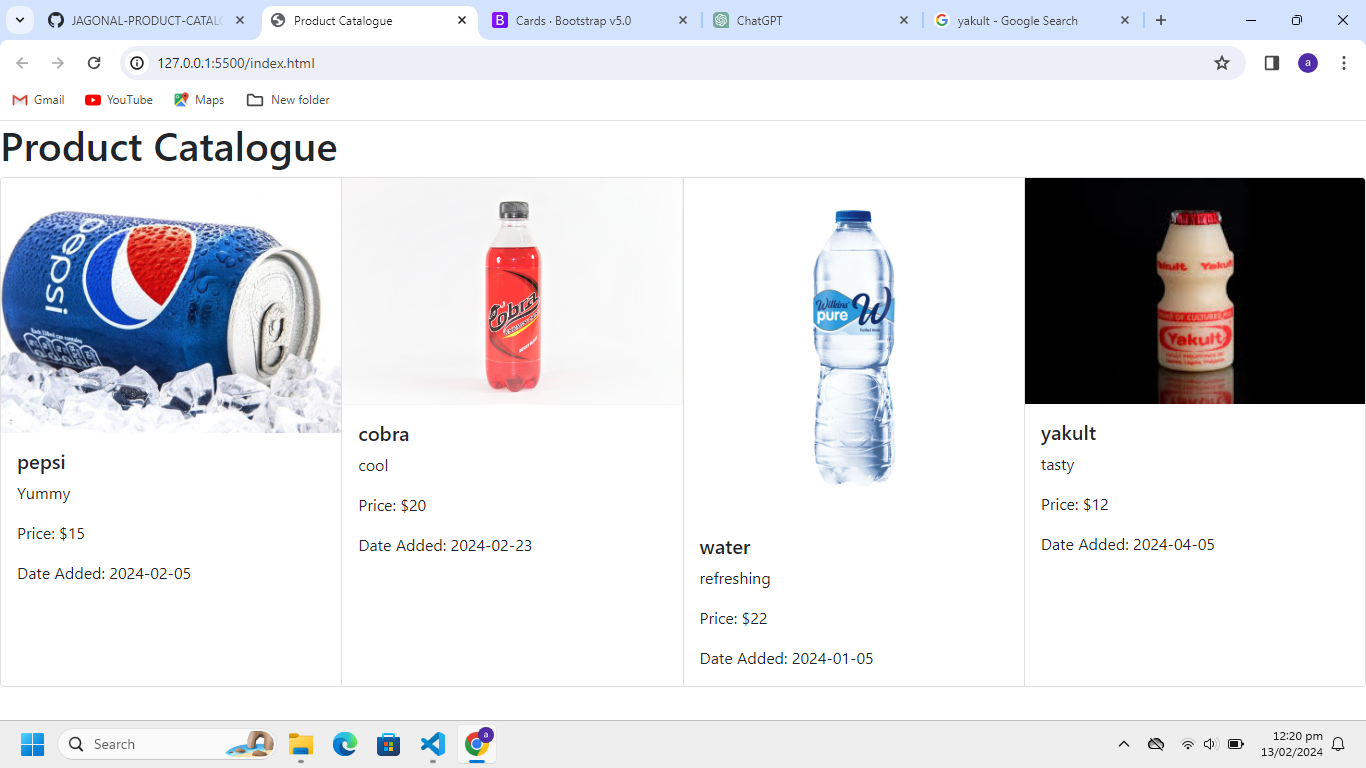 JAGONAL-PRODUCT-CATAL
Product Catalogue
Cards · Bootstrap v5.0
ChatGPT
yakult - Google Search
127.0.0.1:5500/index.html
a
Gmail
YouTube
Maps
New folder
Product Catalogue
pepsi
Cobra
Wilkins
pure
W
Yakult
Yakult
pepsi
Yummy
Price: $15
Date Added: 2024-02-05
cobra
cool
Price: $20
Date Added: 2024-02-23
water
refreshing
Price: $22
Date Added: 2024-01-05
yakult
tasty
Price: $12
Date Added: 2024-04-05
Search
a
12:20 pm
13/02/2024